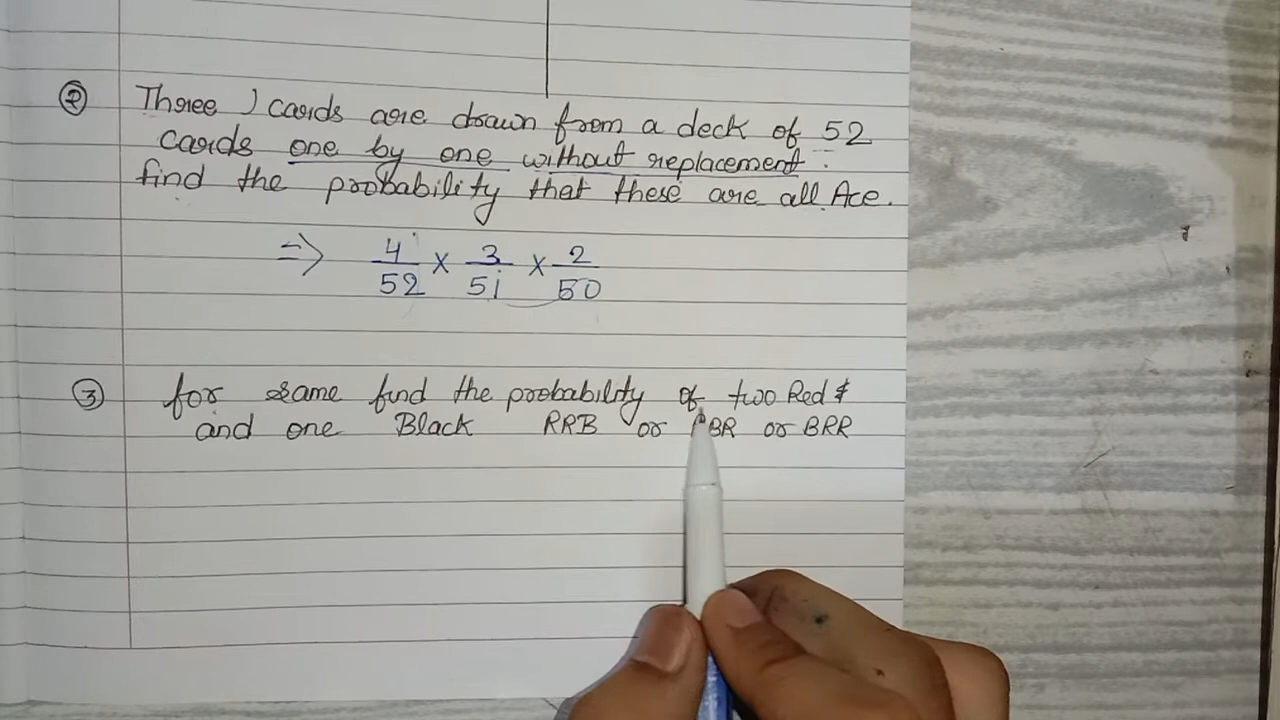 ② Three cards are drawn from a deck of 52
cards one by one without replacement.
find the probability that these are all Ace.
=> 4/52 x 3/51 x 2/50
③ for same find the probability of two Red &
and one Black RRB or BR or BRR